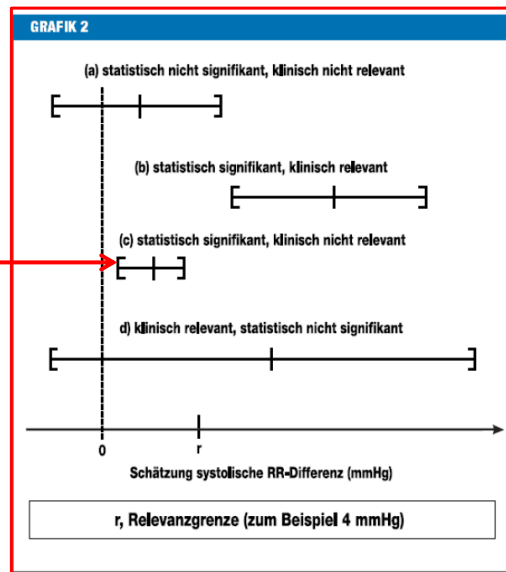 GRAFIK 2
(a) statistisch nicht signifikant, klinisch nicht relevant
(b) statistisch signifikant, klinisch relevant
(c) statistisch signifikant, klinisch nicht relevant
d) klinisch relevant, statistisch nicht signifikant
0 r
Schätzung systolische RR-Differenz (mmHg)
r, Relevanzgrenze (zum Beispiel 4 mmHg)